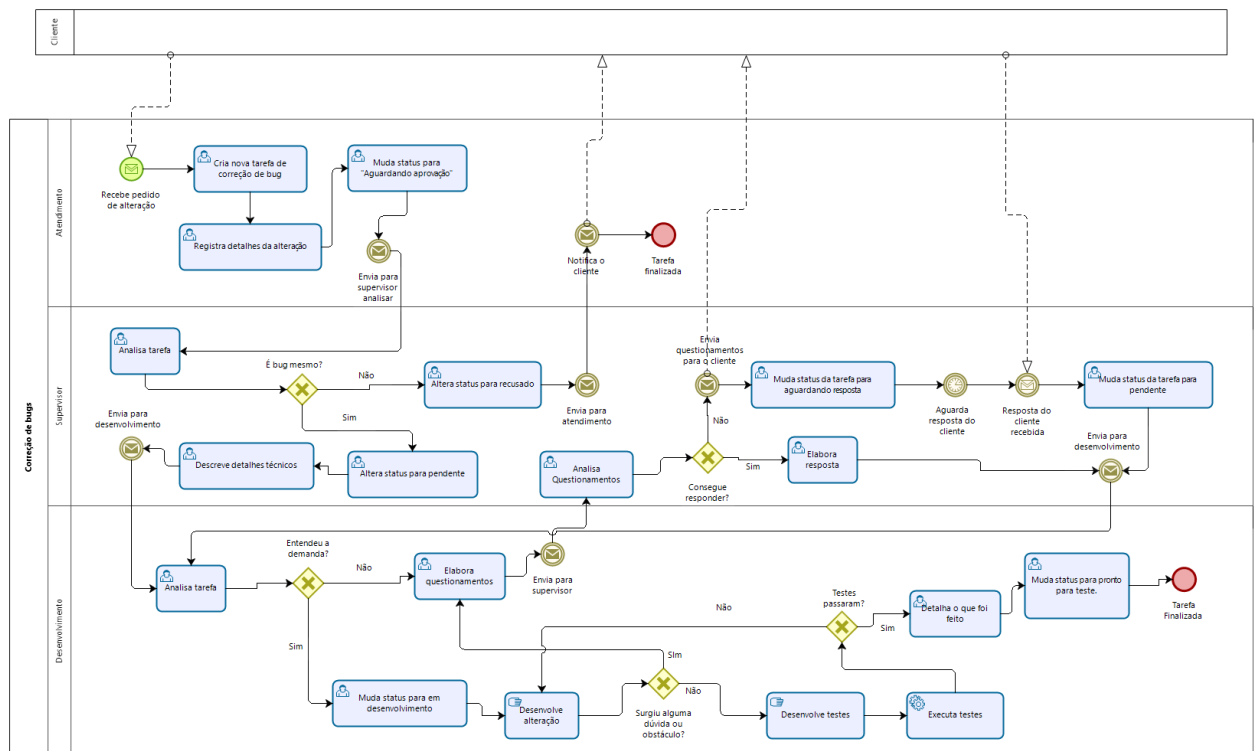 Cliente
Correção de bugs
Atendimento
Recebe pedido
de alteração
Cria nova tarefa de
correção de bug
Registra detalhes da alteração
Muda status para
"Aguardando aprovação"
Envia para
supervisor
analisar
Notifica o
cliente
Tarefa
finalizada
Supervisor
Analisa tarefa
É bug mesmo?
Não
Sim
Altera status para recusado
Envia para
atendimento
Altera status para pendente
Descreve detalhes técnicos
Envia para
desenvolvimento
Analisa
Questionamentos
Consegue
responder?
Não
Sim
Envia
questionamentos
para o cliente
Muda status da tarefa para
aguardando resposta
Aguarda
resposta do
cliente
Resposta do
cliente
recebida
Muda status da tarefa para
pendente
Elabora
resposta
Envia para
desenvolvimento
Desenvolvimento
Analisa tarefa
Entendeu a
demanda?
Não
Sim
Elabora
questionamentos
Envia para
supervisor
Muda status para em
desenvolvimento
Desenvolve
alteração
Surgiu alguma
dúvida ou
obstáculo?
SIm
Não
Desenvolve testes
Executa testes
Testes
passaram?
Não
Sim
Detalha o que foi
feito
Muda status para pronto
para teste.
Tarefa
Finalizada